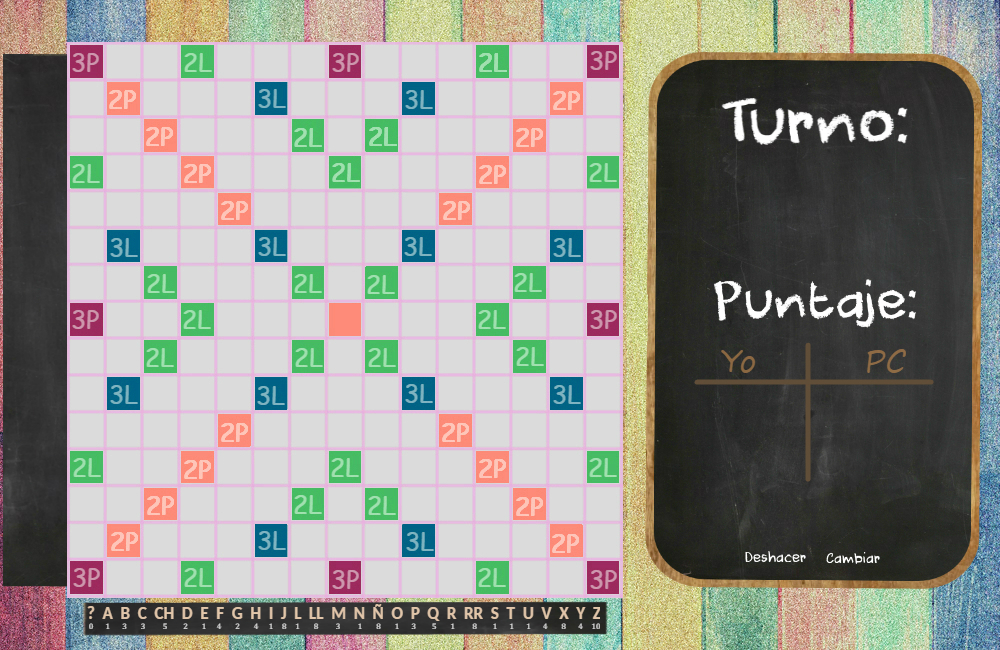 3P 2L 3P 2L 3P
2P 3L 3L 2P
2P 2L 2L 2P
2L 2P 2L 2P 2L
2P 2P
3L 3L 3L 3L
2L 2L 2L 2L
3P 2L 2L 3P
2L 2L 2L 2L
3L 3L 3L 3L
2P 2P
2L 2P 2L 2P 2L
2P 2L 2L 2P
2P 3L 3L 2P
3P 2L 3P 2L 3P
? A B C CH D E F G H I J L LL M N Ñ O P Q R RR S T U V X Y Z
0 1 3 3 5 2 1 4 2 4 1 8 1 8 3 1 8 1 3 5 1 8 1 1 1 4 8 4 10
Turno:
Puntaje:
Yo PC
Deshacer Cambiar